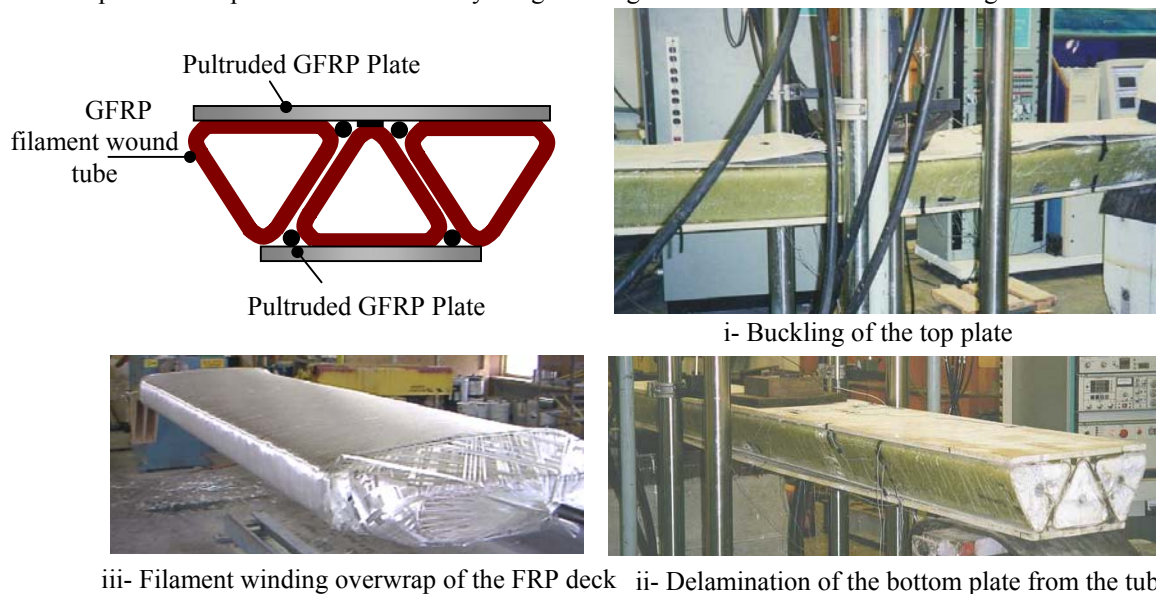 Pultruded GFRP Plate
GFRP
filament wound
tube
Pultruded GFRP Plate
i- Buckling of the top plate
iii- Filament winding overwrap of the FRP deck
ii- Delamination of the bottom plate from the tub